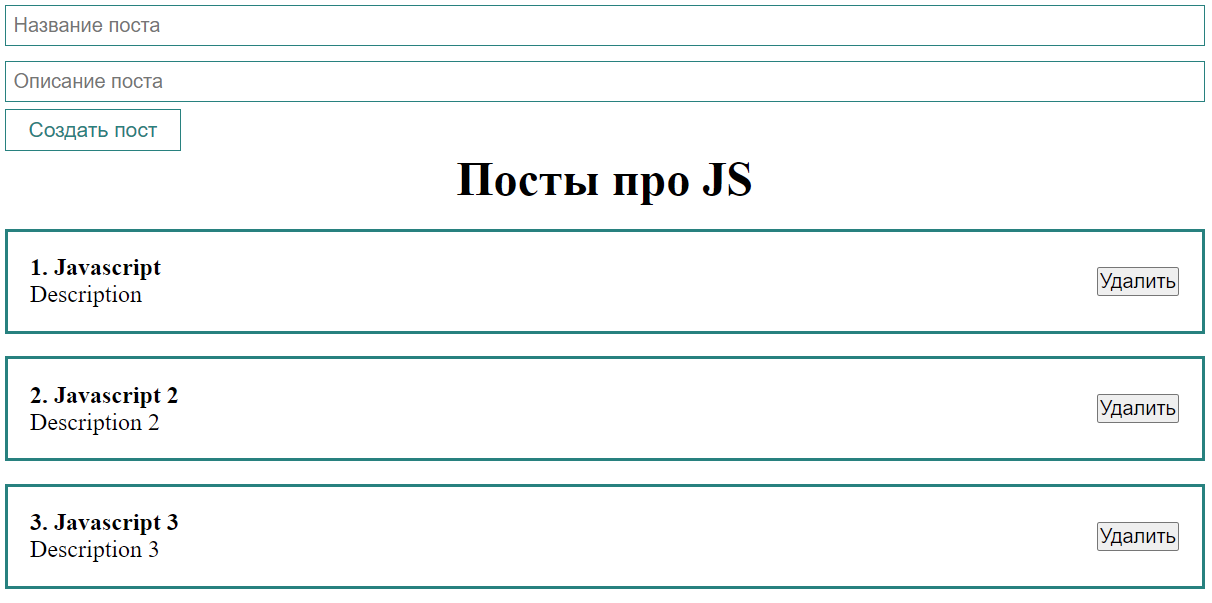 Название поста
Описание поста
Создать пост
Посты про JS
1. Javascript
Description
Удалить
2. Javascript 2
Description 2
Удалить
3. Javascript 3
Description 3
Удалить